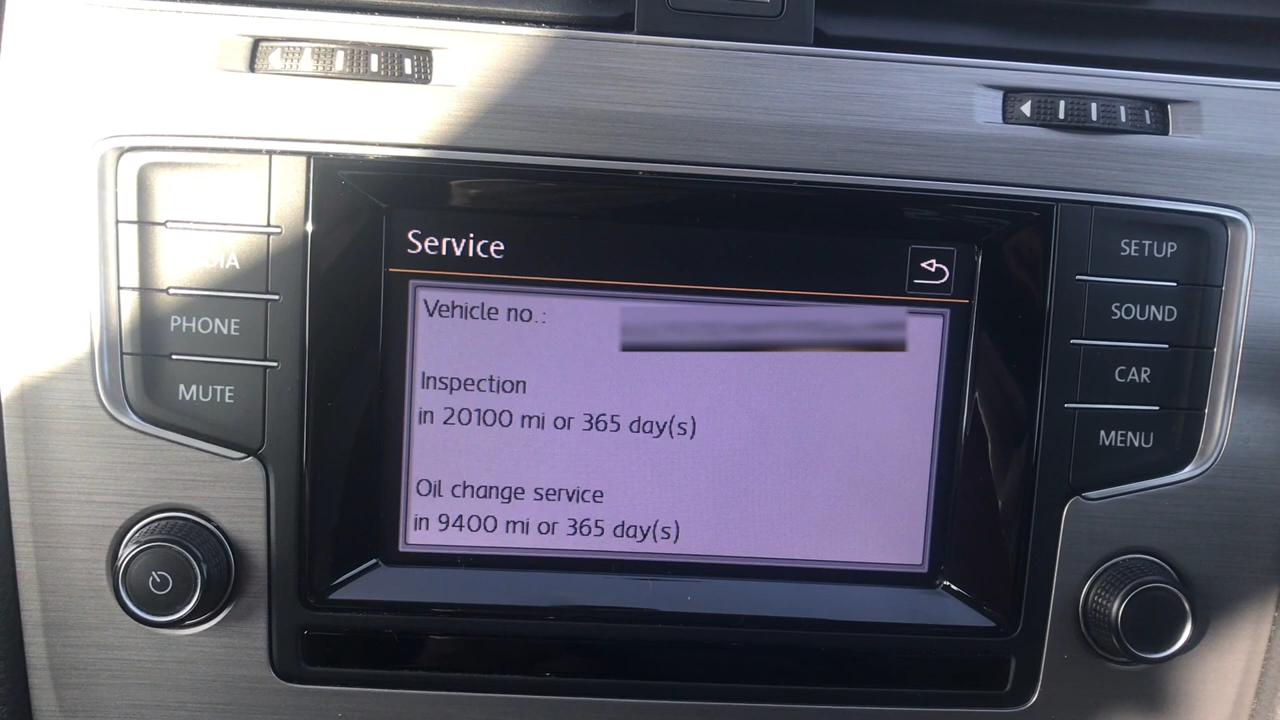 Service
Vehicle no.:
Inspection
in 20100 mi or 365 day(s)
Oil change service
in 9400 mi or 365 day(s)
PHONE
MUTE
SETUP
SOUND
CAR
MENU